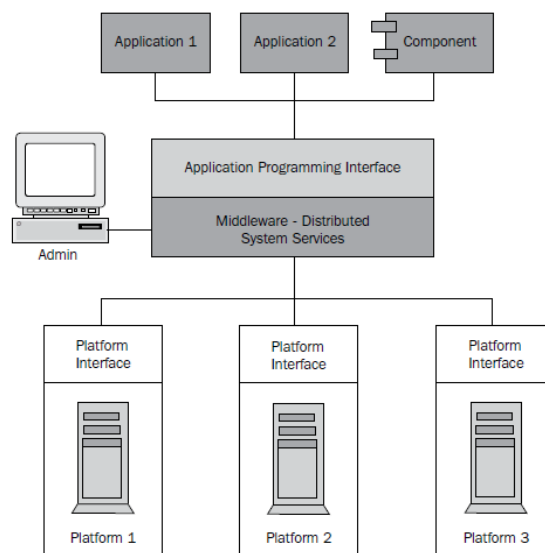 Application 1
Application 2
Component
Application Programming Interface
Middleware - Distributed
System Services
Admin
Platform
Interface
Platform
Interface
Platform
Interface
Platform 1
Platform 2
Platform 3